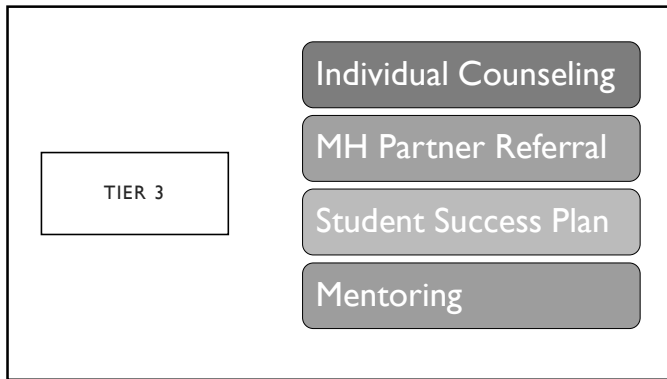 TIER 3
Individual Counseling
MH Partner Referral
Student Success Plan
Mentoring